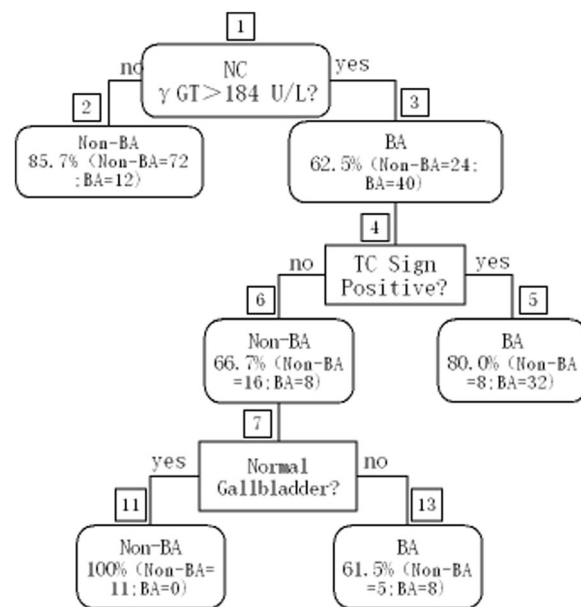 1
NC
γ GT>184 U/L?
no
yes
2
3
Non-BA
85.7% (Non-BA=72
;BA=12)
BA
62.5% (Non-BA=24;
BA=40)
4
TC Sign
Positive?
no
yes
6
5
Non-BA
66.7% (Non-BA
=16;BA=8)
BA
80.0% (Non-BA
=8;BA=32)
7
Normal
Gallbladder?
yes
no
11
13
Non-BA
100% (Non-BA=
11;BA=0)
BA
61.5% (Non-BA
=5;BA=8)